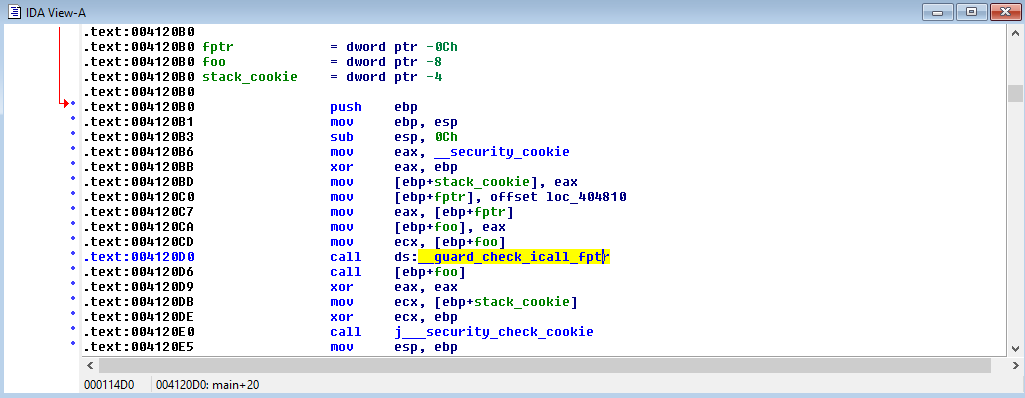 IDA View-A
.text:004120B0
.text:004120B0 fptr = dword ptr -0Ch
.text:004120B0 foo = dword ptr -8
.text:004120B0 stack_cookie = dword ptr -4
.text:004120B0
.text:004120B0 push ebp
.text:004120B1 mov ebp, esp
.text:004120B3 sub esp, 0Ch
.text:004120B6 mov eax, __security_cookie
.text:004120BB xor eax, ebp
.text:004120BD mov [ebp+stack_cookie], eax
.text:004120C0 mov [ebp+fptr], offset loc_404810
.text:004120C7 mov eax, [ebp+fptr]
.text:004120CA mov [ebp+foo], eax
.text:004120CD mov ecx, [ebp+foo]
.text:004120D0 call ds:__guard_check_icall_fptr
.text:004120D6 call [ebp+foo]
.text:004120D9 xor eax, eax
.text:004120DB mov ecx, [ebp+stack_cookie]
.text:004120DE xor ecx, ebp
.text:004120E0 call j___security_check_cookie
.text:004120E5 mov esp, ebp
000114D0 004120D0: main+20